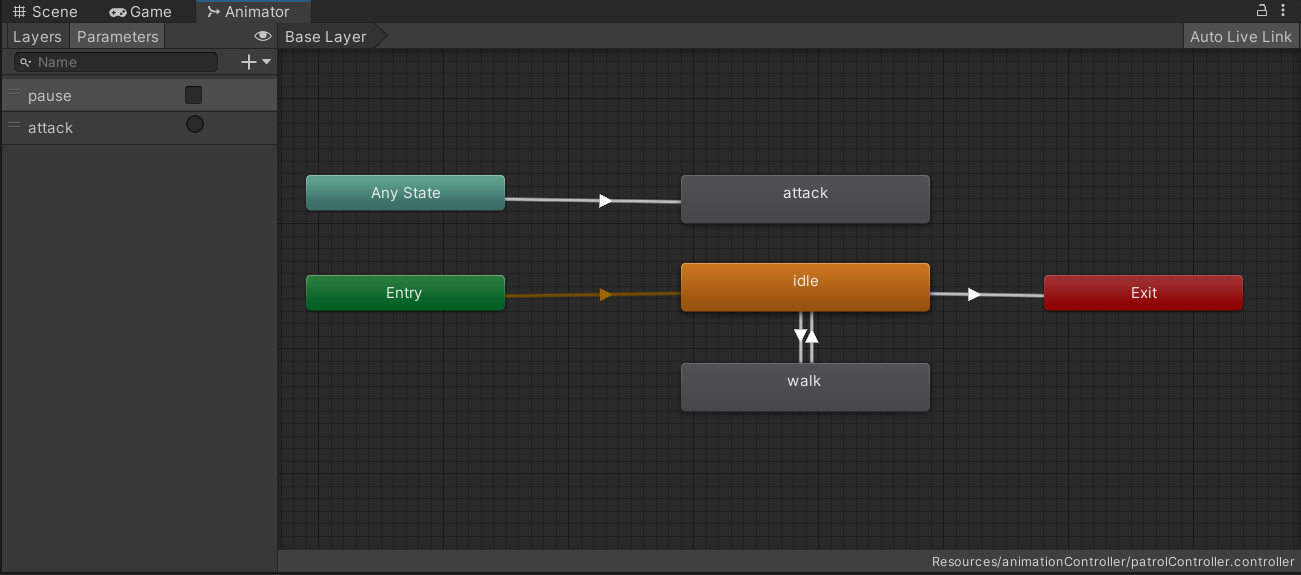 Scene Game Animator
Layers Parameters Base Layer Auto Live Link
Name
pause
attack
Any State attack
Entry idle Exit
walk
Resources/animationController/patrolController.controller